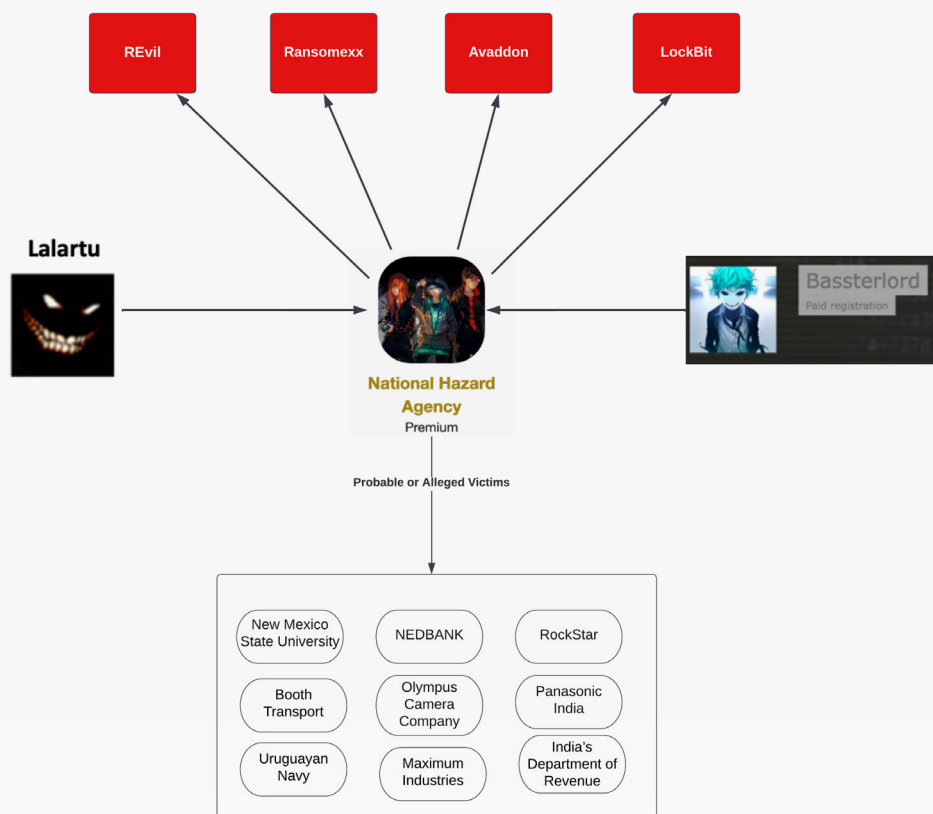 REvil
Ransomexx
Avaddon
LockBit
Lalartu
Bassterlord
Paid registration
National Hazard
Agency
Premium
Probable or Alleged Victims
New Mexico
State University
NEDBANK
RockStar
Booth
Transport
Olympus
Camera
Company
Panasonic
India
Uruguayan
Navy
Maximum
Industries
India's
Department of
Revenue